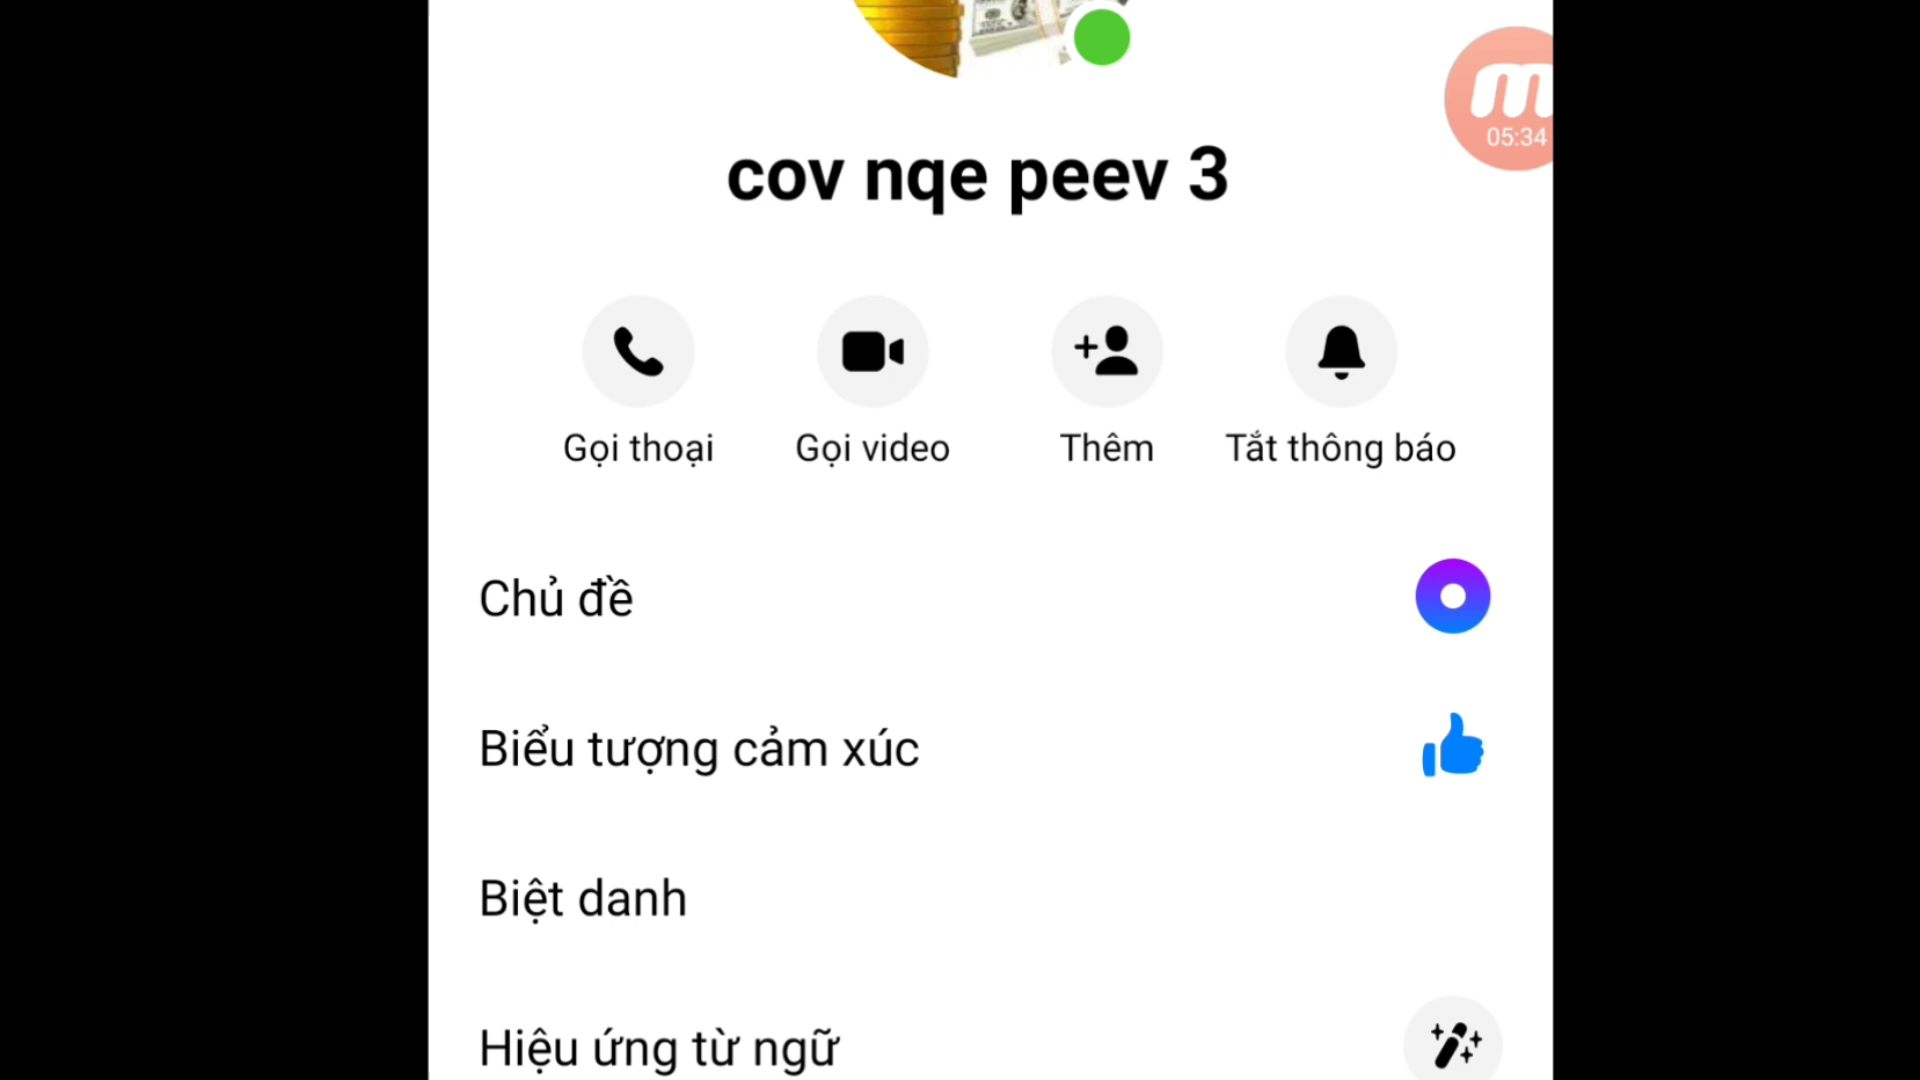 m
05:34
cov nqe peev 3
Gọi thoại
Gọi video
Thêm
Tắt thông báo
Chủ đề
Biểu tượng cảm xúc
Biệt danh
Hiệu ứng từ ngữ